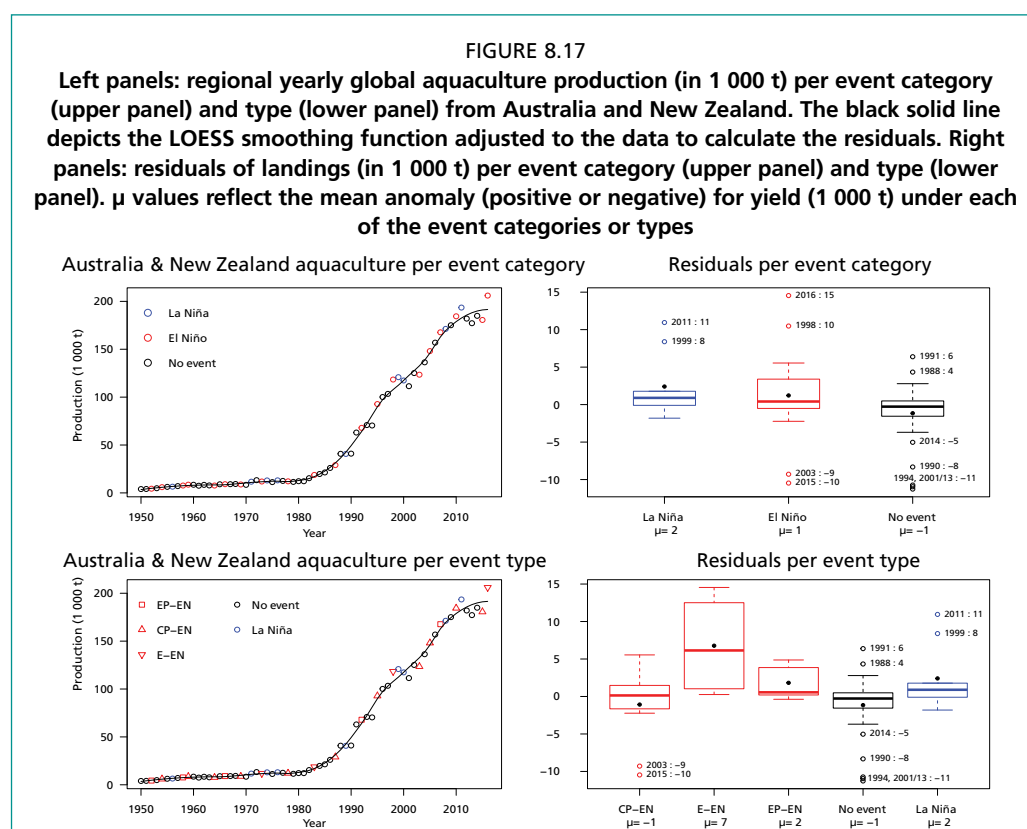 FIGURE 8.17
Left panels: regional yearly global aquaculture production (in 1 000 t) per event category
(upper panel) and type (lower panel) from Australia and New Zealand. The black solid line
depicts the LOESS smoothing function adjusted to the data to calculate the residuals. Right
panels: residuals of landings (in 1 000 t) per event category (upper panel) and type (lower
panel). µ values reflect the mean anomaly (positive or negative) for yield (1 000 t) under each
of the event categories or types
Australia & New Zealand aquaculture per event category
Production (1 000 t)
200
150
100
50
0
La Niña
El Niño
No event
1950 1960 1970 1980 1990 2000 2010
Year
Residuals per event category
15
10
5
0
−5
−10
2011 : 11
1999 : 8
2016 : 15
1998 : 10
2003 : −9
2015 : −10
1991 : 6
1988 : 4
2014 : −5
1990 : −8
1994, 2001/13 : −11
La Niña El Niño No event
µ= 2 µ= 1 µ= −1
Australia & New Zealand aquaculture per event type
Production (1 000 t)
200
150
100
50
0
EP−EN No event
CP−EN La Niña
E−EN
1950 1960 1970 1980 1990 2000 2010
Year
Residuals per event type
15
10
5
0
−5
−10
2003 : −9
2015 : −10
1991 : 6
1988 : 4
2014 : −5
1990 : −8
1994, 2001/13 : −11
2011 : 11
1999 : 8
CP−EN E−EN EP−EN No event La Niña
µ= −1 µ= 7 µ= 2 µ= −1 µ= 2